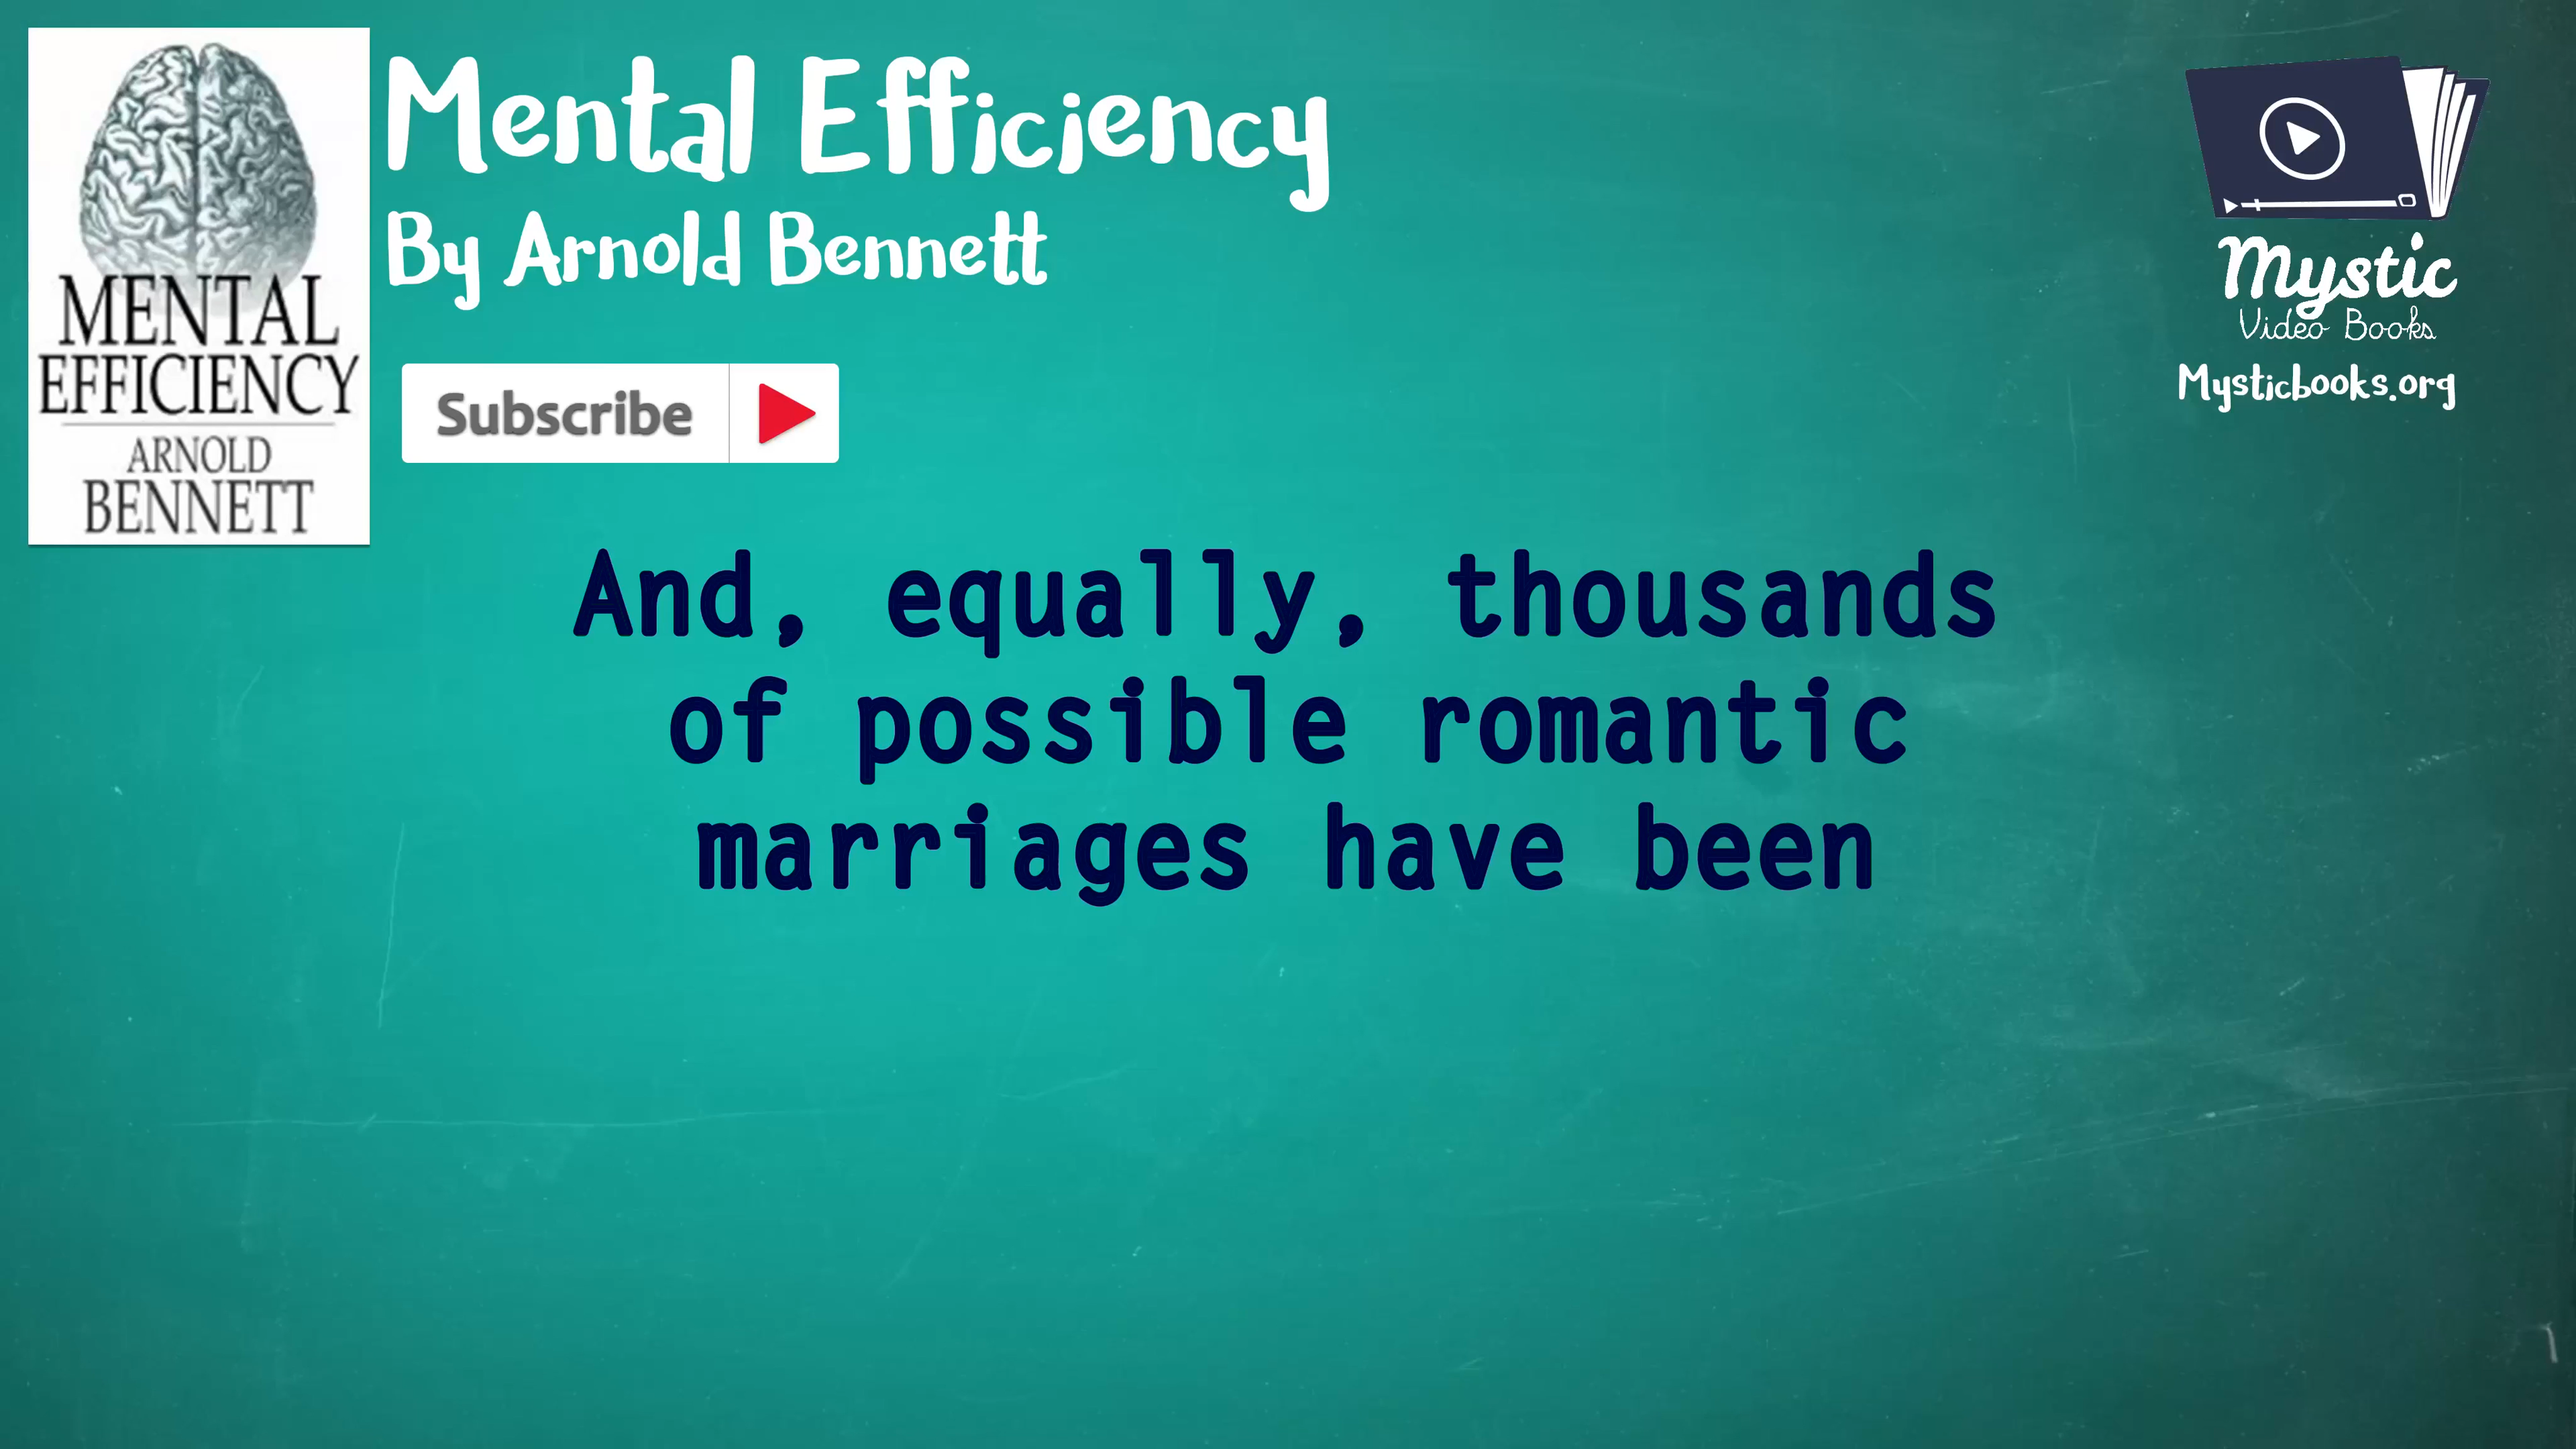 Mental Efficiency
By Arnold Bennett
MENTAL
EFFICIENCY
ARNOLD
BENNETT
Subscribe
Mystic
Video Books
Mysticbooks.org
And, equally, thousands
of possible romantic
marriages have been